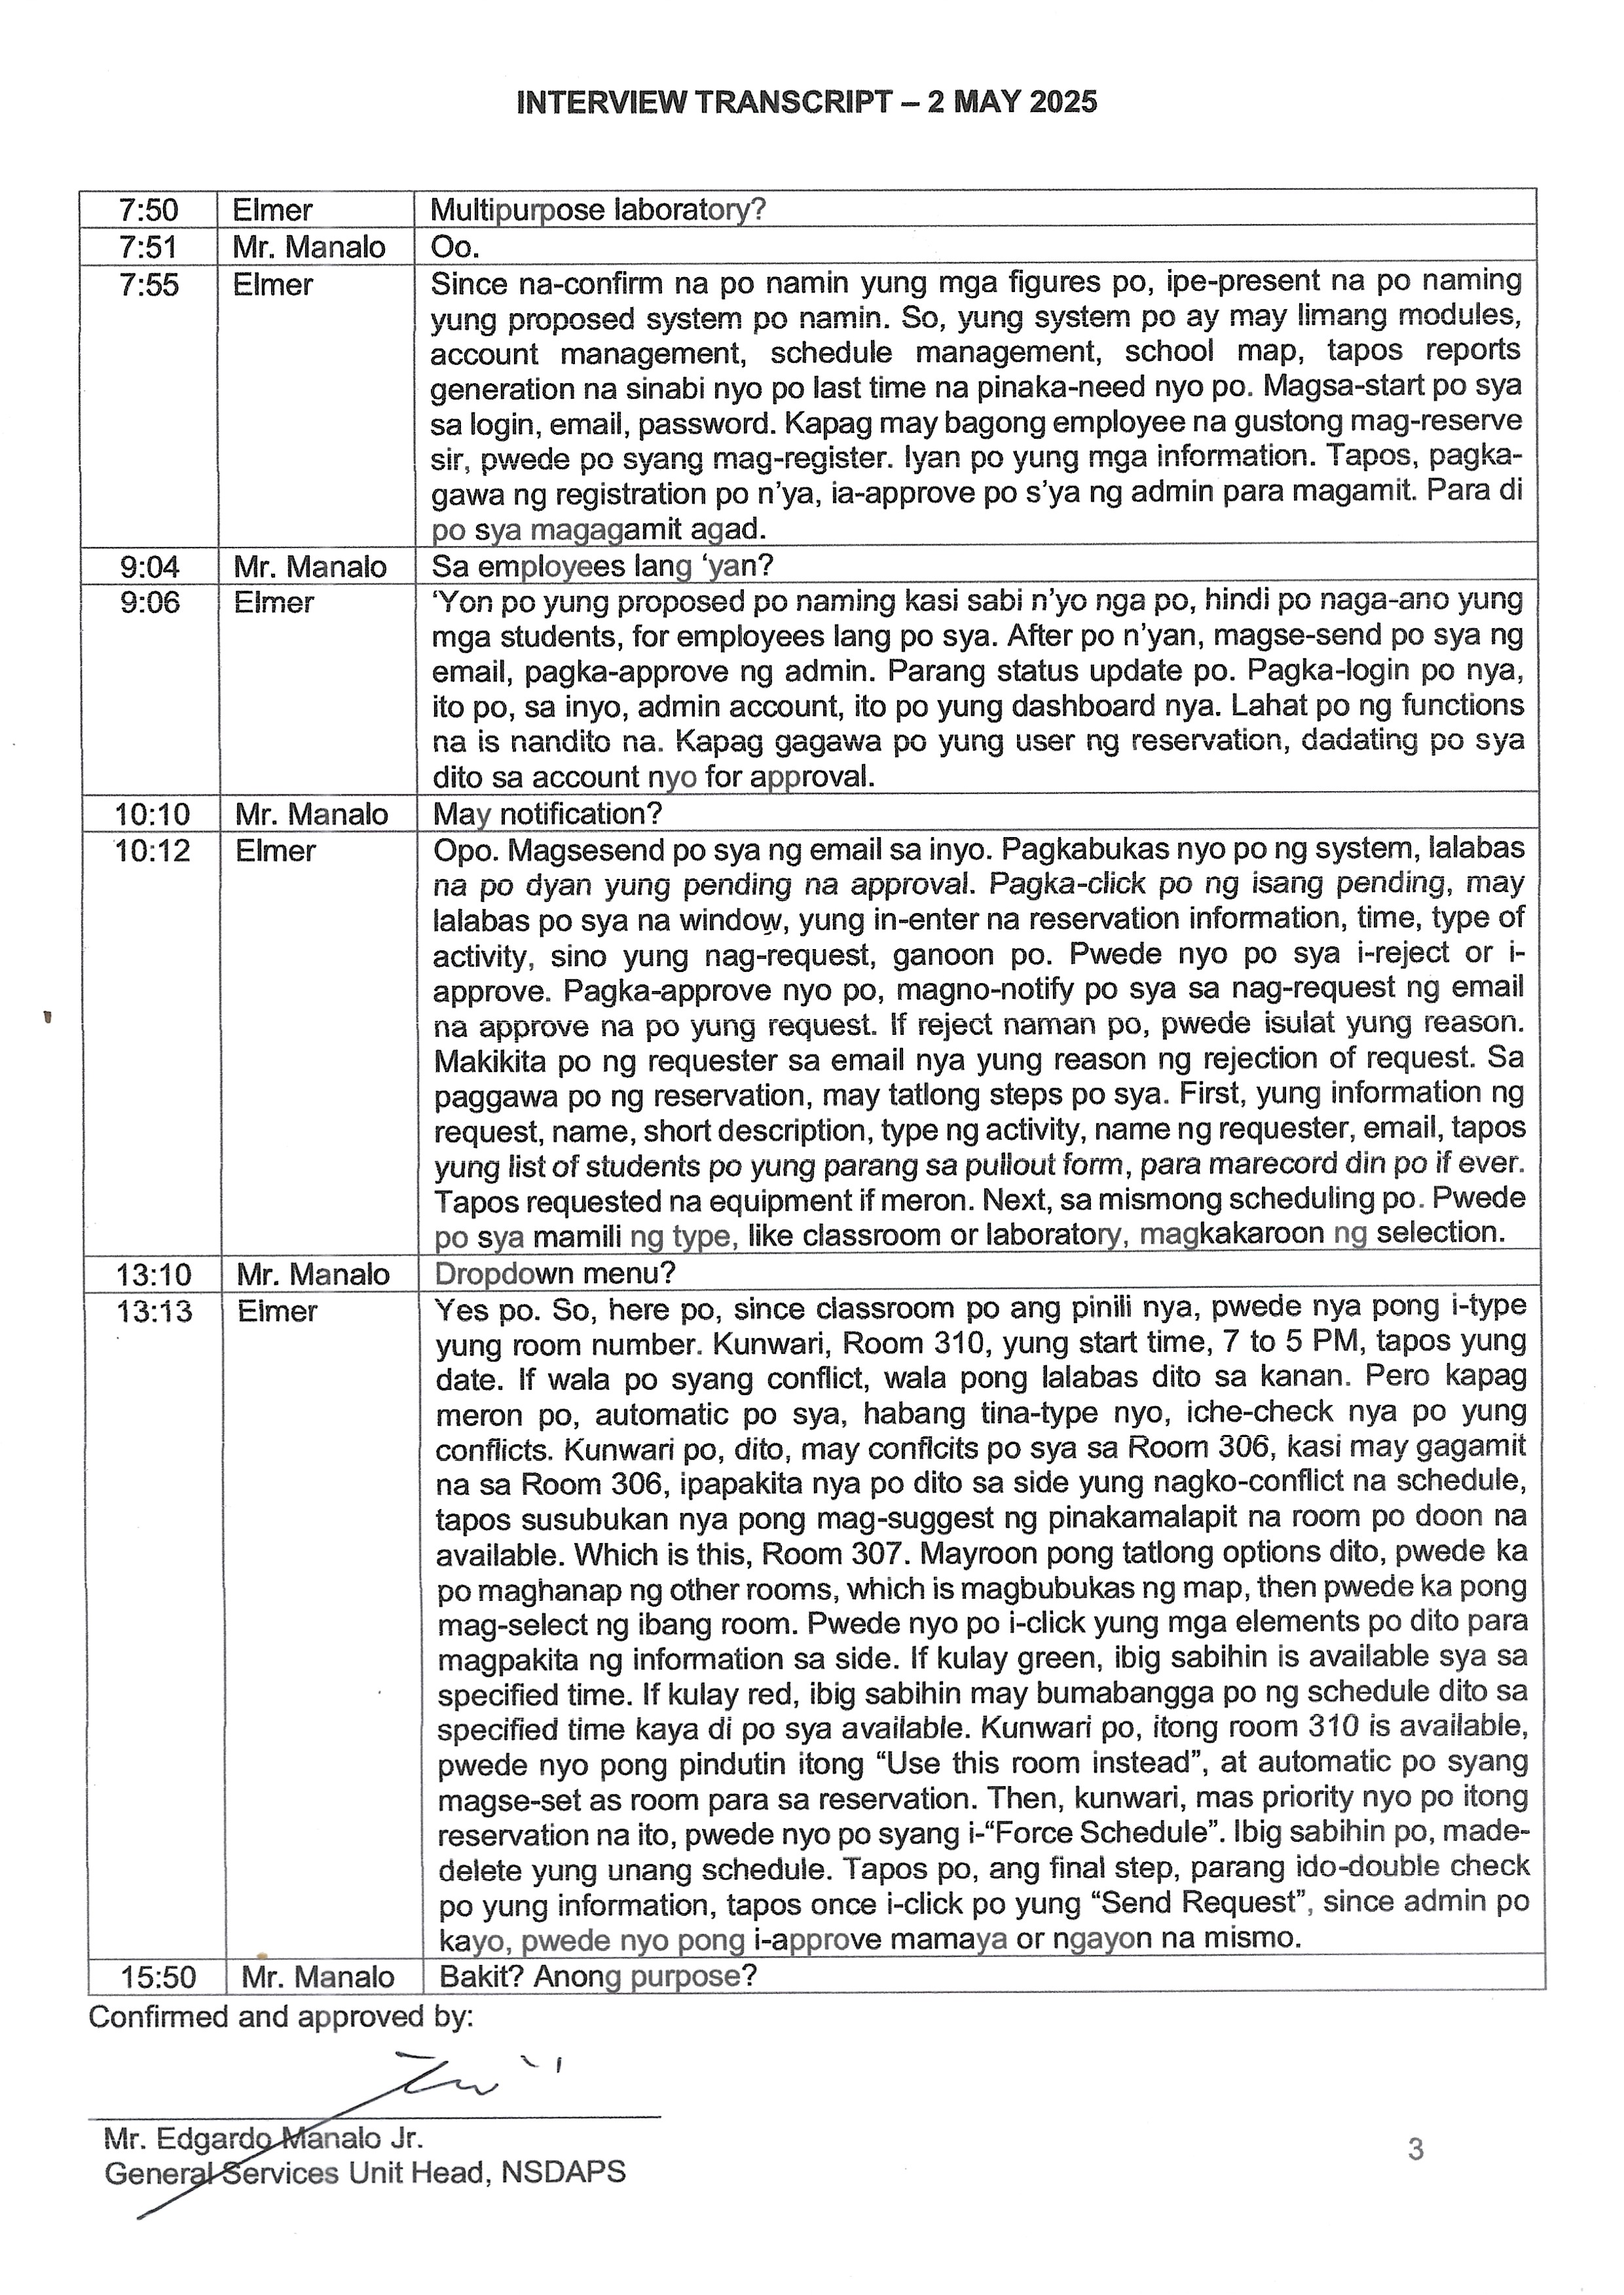 INTERVIEW TRANSCRIPT – 2 MAY 2025
7:50 Elmer Multipurpose laboratory?
7:51 Mr. Manalo Oo.
7:55 Elmer Since na-confirm na po namin yung mga figures po, ipe-present na po naming
yung proposed system po namin. So, yung system po ay may limang modules,
account management, schedule management, school map, tapos reports
generation na sinabi nyo po last time na pinaka-need nyo po. Magsa-start po sya
sa login, email, password. Kapag may bagong employee na gustong mag-reserve
sir, pwede po syang mag-register. Iyan po yung mga information. Tapos, pagka-
gawa ng registration po n'ya, ia-approve po s'ya ng admin para magamit. Para di
po sya magagamit agad.
9:04 Mr. Manalo Sa employees lang ‘yan?
9:06 Elmer ‘Yon po yung proposed po naming kasi sabi n'yo nga po, hindi po naga-ano yung
mga students, for employees lang po sya. After po n'yan, magse-send po sya ng
email, pagka-approve ng admin. Parang status update po. Pagka-login po nya,
ito po, sa inyo, admin account, ito po yung dashboard nya. Lahat po ng functions
na is nandito na. Kapag gagawa po yung user ng reservation, dadating po sya
dito sa account nyo for approval.
10:10 Mr. Manalo May notification?
10:12 Elmer Opo. Magsesend po sya ng email sa inyo. Pagkabukas nyo po ng system, lalabas
na po dyan yung pending na approval. Pagka-click po ng isang pending, may
lalabas po sya na window, yung in-enter na reservation information, time, type of
activity, sino yung nag-request, ganoon po. Pwede nyo po sya i-reject or i-
approve. Pagka-approve nyo po, magno-notify po sya sa nag-request ng email
na approve na po yung request. If reject naman po, pwede isulat yung reason.
Makikita po ng requester sa email nya yung reason ng rejection of request. Sa
paggawa po ng reservation, may tatlong steps po sya. First, yung information ng
request, name, short description, type ng activity, name ng requester, email, tapos
yung list of students po yung parang sa pullout form, para marecord din po if ever.
Tapos requested na equipment if meron. Next, sa mismong scheduling po. Pwede
po sya mamili ng type, like classroom or laboratory, magkakaroon ng selection.
13:10 Mr. Manalo Dropdown menu?
13:13 Elmer Yes po. So, here po, since classroom po ang pinili nya, pwede nya pong i-type
yung room number. Kunwari, Room 310, yung start time, 7 to 5 PM, tapos yung
date. If wala po syang conflict, wala pong lalabas dito sa kanan. Pero kapag
meron po, automatic po sya, habang tina-type nyo, iche-check nya po yung
conflicts. Kunwari po, dito, may conflcits po sya sa Room 306, kasi may gagamit
na sa Room 306, ipapakita nya po dito sa side yung nagko-conflict na schedule,
tapos susubukan nya pong mag-suggest ng pinakamalapit na room po doon na
available. Which is this, Room 307. Mayroon pong tatlong options dito, pwede ka
po maghanap ng other rooms, which is magbubukas ng map, then pwede ka pong
mag-select ng ibang room. Pwede nyo po i-click yung mga elements po dito para
magpakita ng information sa side. If kulay green, ibig sabihin is available sya sa
specified time. If kulay red, ibig sabihin may bumabangga po ng schedule dito sa
specified time kaya di po sya available. Kunwari po, itong room 310 is available,
pwede nyo pong pindutin itong “Use this room instead”, at automatic po syang
magse-set as room para sa reservation. Then, kunwari, mas priority nyo po itong
reservation na ito, pwede nyo po syang i-“Force Schedule”. Ibig sabihin po, made-
delete yung unang schedule. Tapos po, ang final step, parang ido-double check
po yung information, tapos once i-click po yung “Send Request”, since admin po
kayo, pwede nyo pong i-approve mamaya or ngayon na mismo.
15:50 Mr. Manalo Bakit? Anong purpose?
Confirmed and approved by:
Mr. Edgardo Manalo Jr.
General Services Unit Head, NSDAPS
3